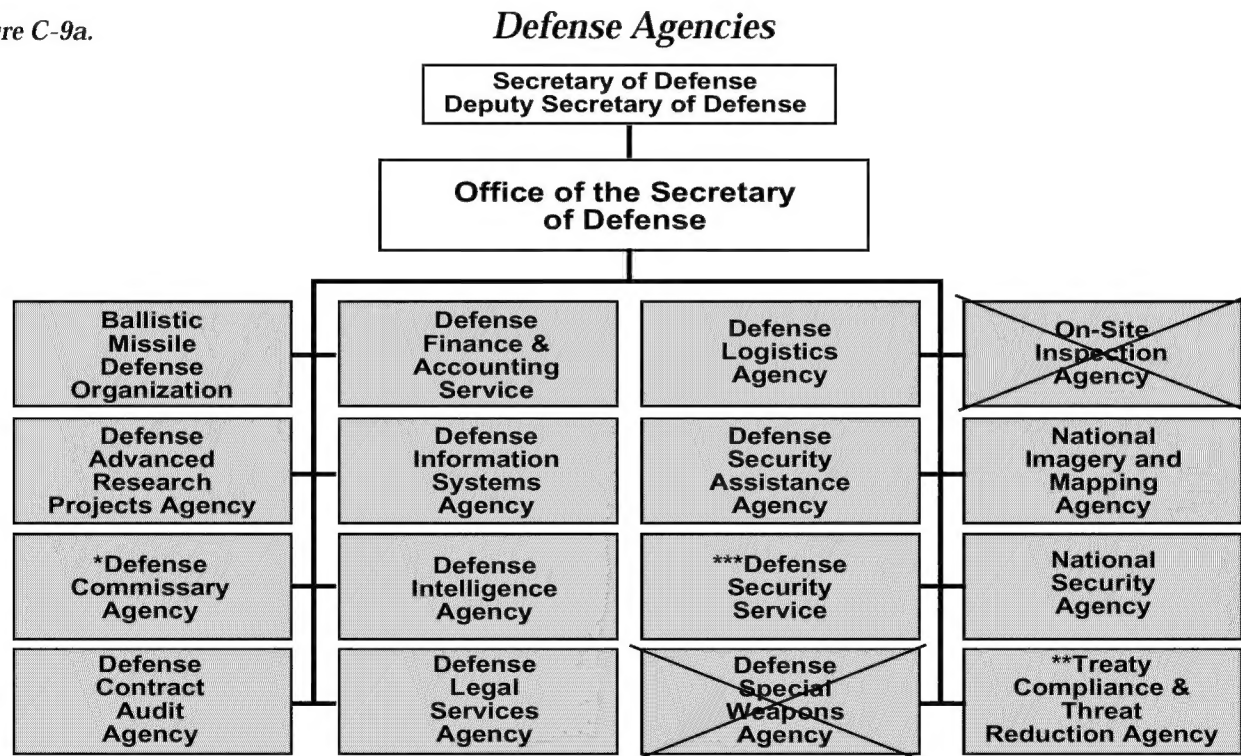 re C-9a.
Defense Agencies
Secretary of Defense
Deputy Secretary of Defense
Office of the Secretary
of Defense
Ballistic
Missile
Defense
Organization
Defense
Finance &
Accounting
Service
Defense
Logistics
Agency
On-Site
Inspection
Agency
Defense
Advanced
Research
Projects Agency
Defense
Information
Systems
Agency
Defense
Security
Assistance
Agency
National
Imagery and
Mapping
Agency
*Defense
Commissary
Agency
Defense
Intelligence
Agency
***Defense
Security
Service
National
Security
Agency
Defense
Contract
Audit
Agency
Defense
Legal
Services
Agency
Defense
Special
Weapons
Agency
**Treaty
Compliance &
Threat
Reduction Agency